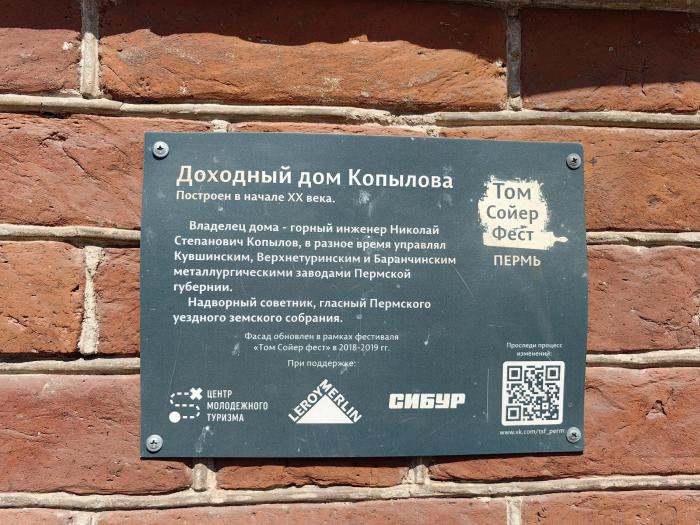 Доходный дом Копылова
Построен в начале XX века.
Владелец дома - горный инженер Николай
Степанович Копылов, в разное время управлял
Кувшинским, Верхнетуринским и Баранчинским
металлургическими заводами Пермской
губернии.
Надворный советник, гласный Пермского
уездного земского собрания.
Фасад обновлен в рамках фестиваля
«Том Сойер фест» в 2018-2019 гг.
При поддержке:
ЦЕНТР
МОЛОДЕЖНОГО
ТУРИЗМА
LEROY MERLIN
СИБУР
Том
Сойер
Фест
ПЕРМЬ
Проследи процесс
изменений:
www.vk.com/tsf_perm